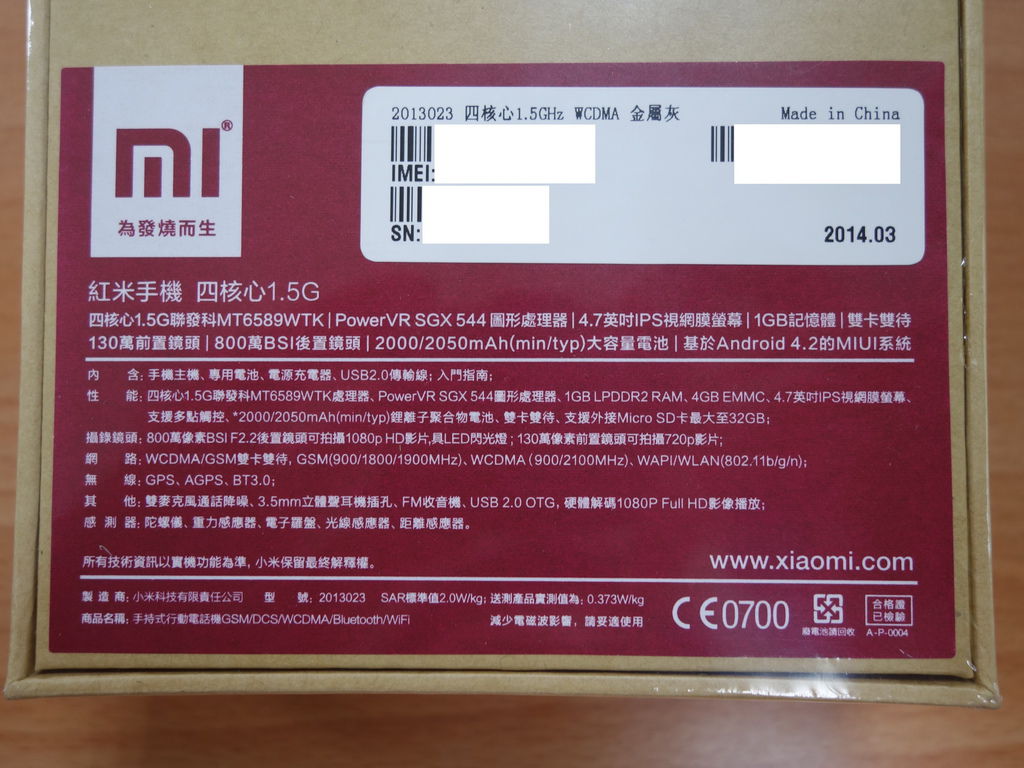 mi®
為發燒而生
2013023 四核心1.5GHz WCDMA 金屬灰
Made in China
IMEI:
SN:
2014.03
紅米手機 四核心1.5G
四核心1.5G聯發科MT6589WTK | PowerVR SGX 544 圖形處理器 | 4.7英吋IPS視網膜螢幕 | 1GB記憶體 | 雙卡雙待
130萬前置鏡頭 | 800萬BSI後置鏡頭 | 2000/2050mAh(min/typ)大容量電池 | 基於Android 4.2的MIUI系統
內 含: 手機主機、專用電池、電源充電器、USB2.0傳輸線; 入門指南;
性 能: 四核心1.5G聯發科MT6589WTK處理器、PowerVR SGX 544圖形處理器、1GB LPDDR2 RAM、4GB EMMC、4.7英吋IPS視網膜螢幕、
支援多點觸控、*2000/2050mAh(min/typ)鋰離子聚合物電池、雙卡雙待、支援外接Micro SD卡最大至32GB;
攝錄鏡頭: 800萬像素BSI F2.2後置鏡頭可拍攝1080p HD影片,具LED閃光燈 ; 130萬像素前置鏡頭可拍攝720p影片;
網 路: WCDMA/GSM雙卡雙待, GSM(900/1800/1900MHz)、WCDMA (900/2100MHz)、WAPI/WLAN(802.11b/g/n);
無 線: GPS、AGPS、BT3.0;
其 他: 雙麥克風通話降噪、3.5mm立體聲耳機插孔、FM收音機、USB 2.0 OTG, 硬體解碼1080P Full HD影像播放;
感 測 器: 陀螺儀、重力感應器、電子羅盤、光線感應器、距離感應器。
所有技術資訊以實機功能為準, 小米保留最終解釋權。
www.xiaomi.com
製 造 商: 小米科技有限責任公司 型 號: 2013023 SAR標準值2.0W/kg; 送測產品實測值為: 0.373W/kg
商品名稱: 手持式行動電話機GSM/DCS/WCDMA/Bluetooth/WiFi 減少電磁波影響, 請妥適使用
CE0700
廢電池請回收
合格證
已檢驗
A-P-0004